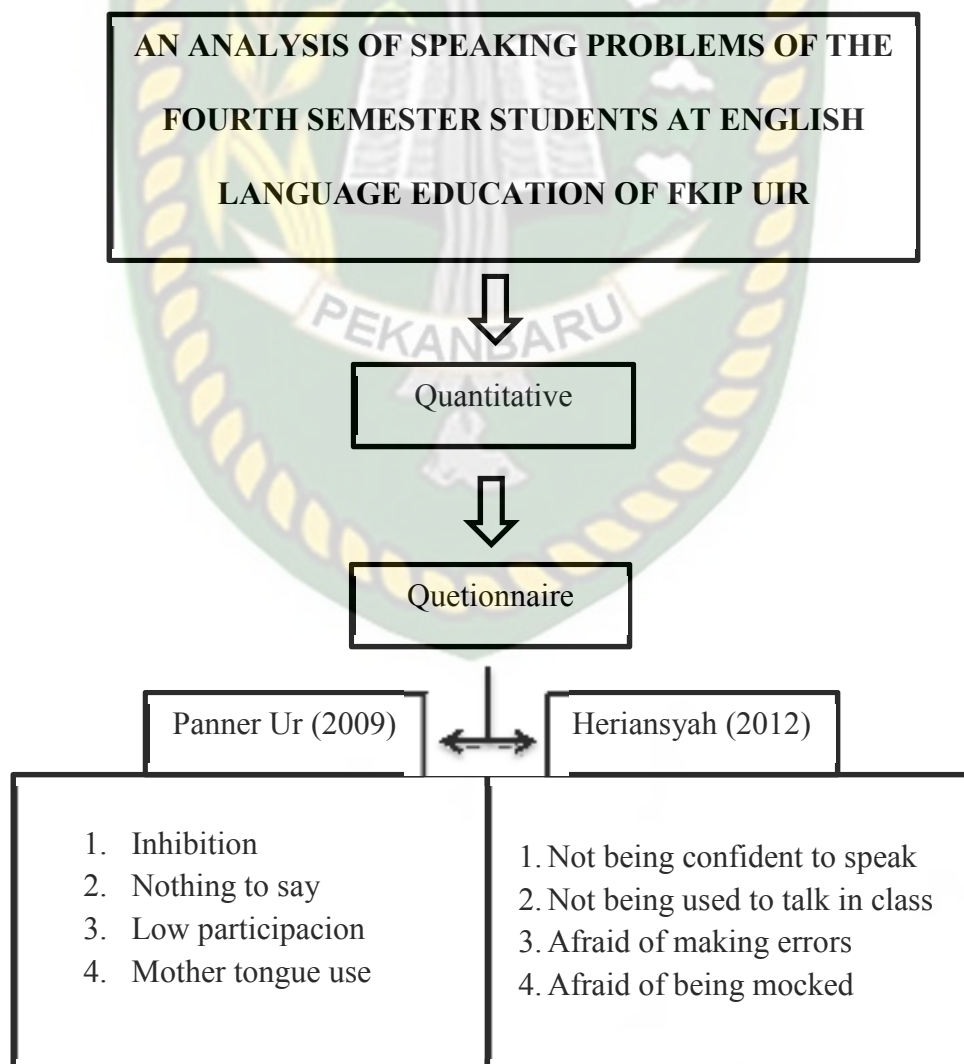 AN ANALYSIS OF SPEAKING PROBLEMS OF THE
FOURTH SEMESTER STUDENTS AT ENGLISH
LANGUAGE EDUCATION OF FKIP UIR
PEKANBARU
Quantitative
Quetionnaire
Panner Ur (2009)
Heriansyah (2012)
1. Inhibition
2. Nothing to say
3. Low participacion
4. Mother tongue use
1. Not being confident to speak
2. Not being used to talk in class
3. Afraid of making errors
4. Afraid of being mocked